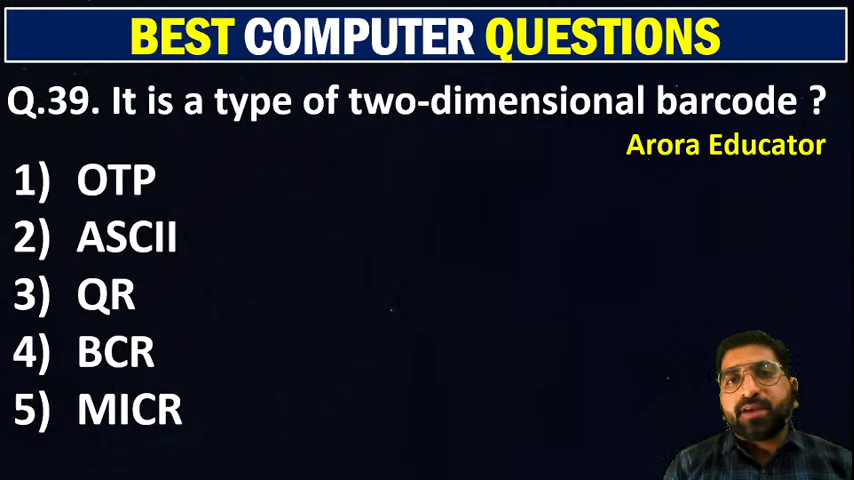 BEST COMPUTER QUESTIONS
Q.39. It is a type of two-dimensional barcode ?
Arora Educator
1) OTP
2) ASCII
3) QR
4) BCR
5) MICR